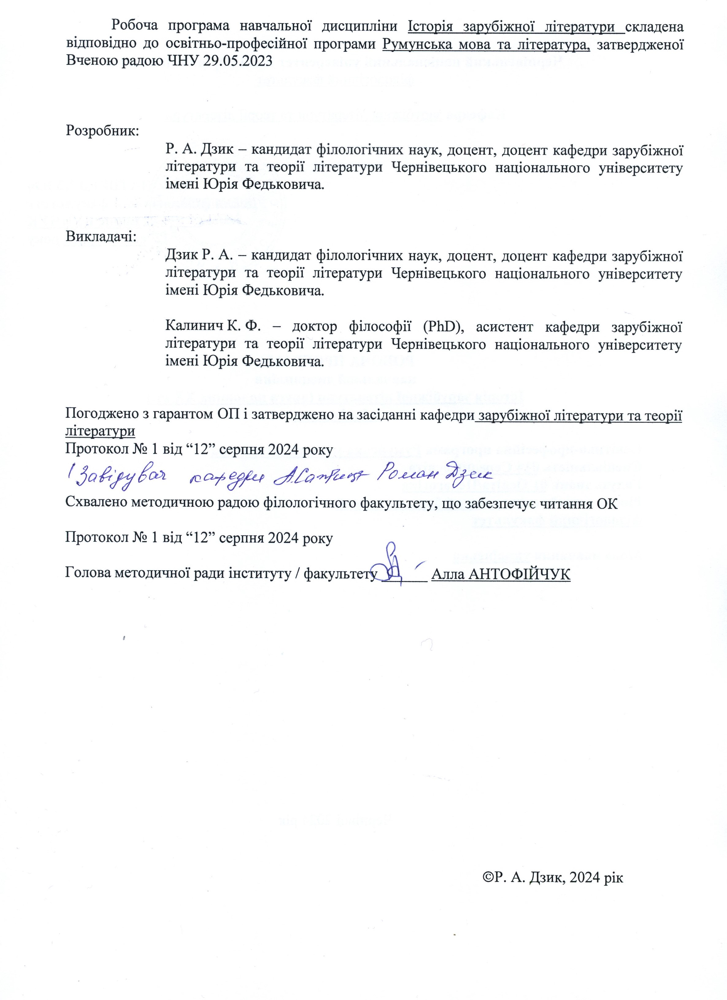 Робоча програма навчальної дисципліни Історія зарубіжної літератури складена
відповідно до освітньо-професійної програми Румунська мова та література, затвердженої
Вченою радою ЧНУ 29.05.2023
Розробник:
Р. А. Дзик – кандидат філологічних наук, доцент, доцент кафедри зарубіжної
літератури та теорії літератури Чернівецького національного університету
імені Юрія Федьковича.
Викладачі:
Дзик Р. А. – кандидат філологічних наук, доцент, доцент кафедри зарубіжної
літератури та теорії літератури Чернівецького національного університету
імені Юрія Федьковича.
Калинич К. Ф. – доктор філософії (PhD), асистент кафедри зарубіжної
літератури та теорії літератури Чернівецького національного університету
імені Юрія Федьковича.
Погоджено з гарантом ОП і затверджено на засіданні кафедри зарубіжної літератури та теорії
літератури
Протокол № 1 від “12” серпня 2024 року
Завідувач кафедри Роман Дзик
Схвалено методичною радою філологічного факультету, що забезпечує читання ОК
Протокол № 1 від “12” серпня 2024 року
Голова методичної ради інституту / факультету ______ Алла АНТОФІЙЧУК
©Р. А. Дзик, 2024 рік